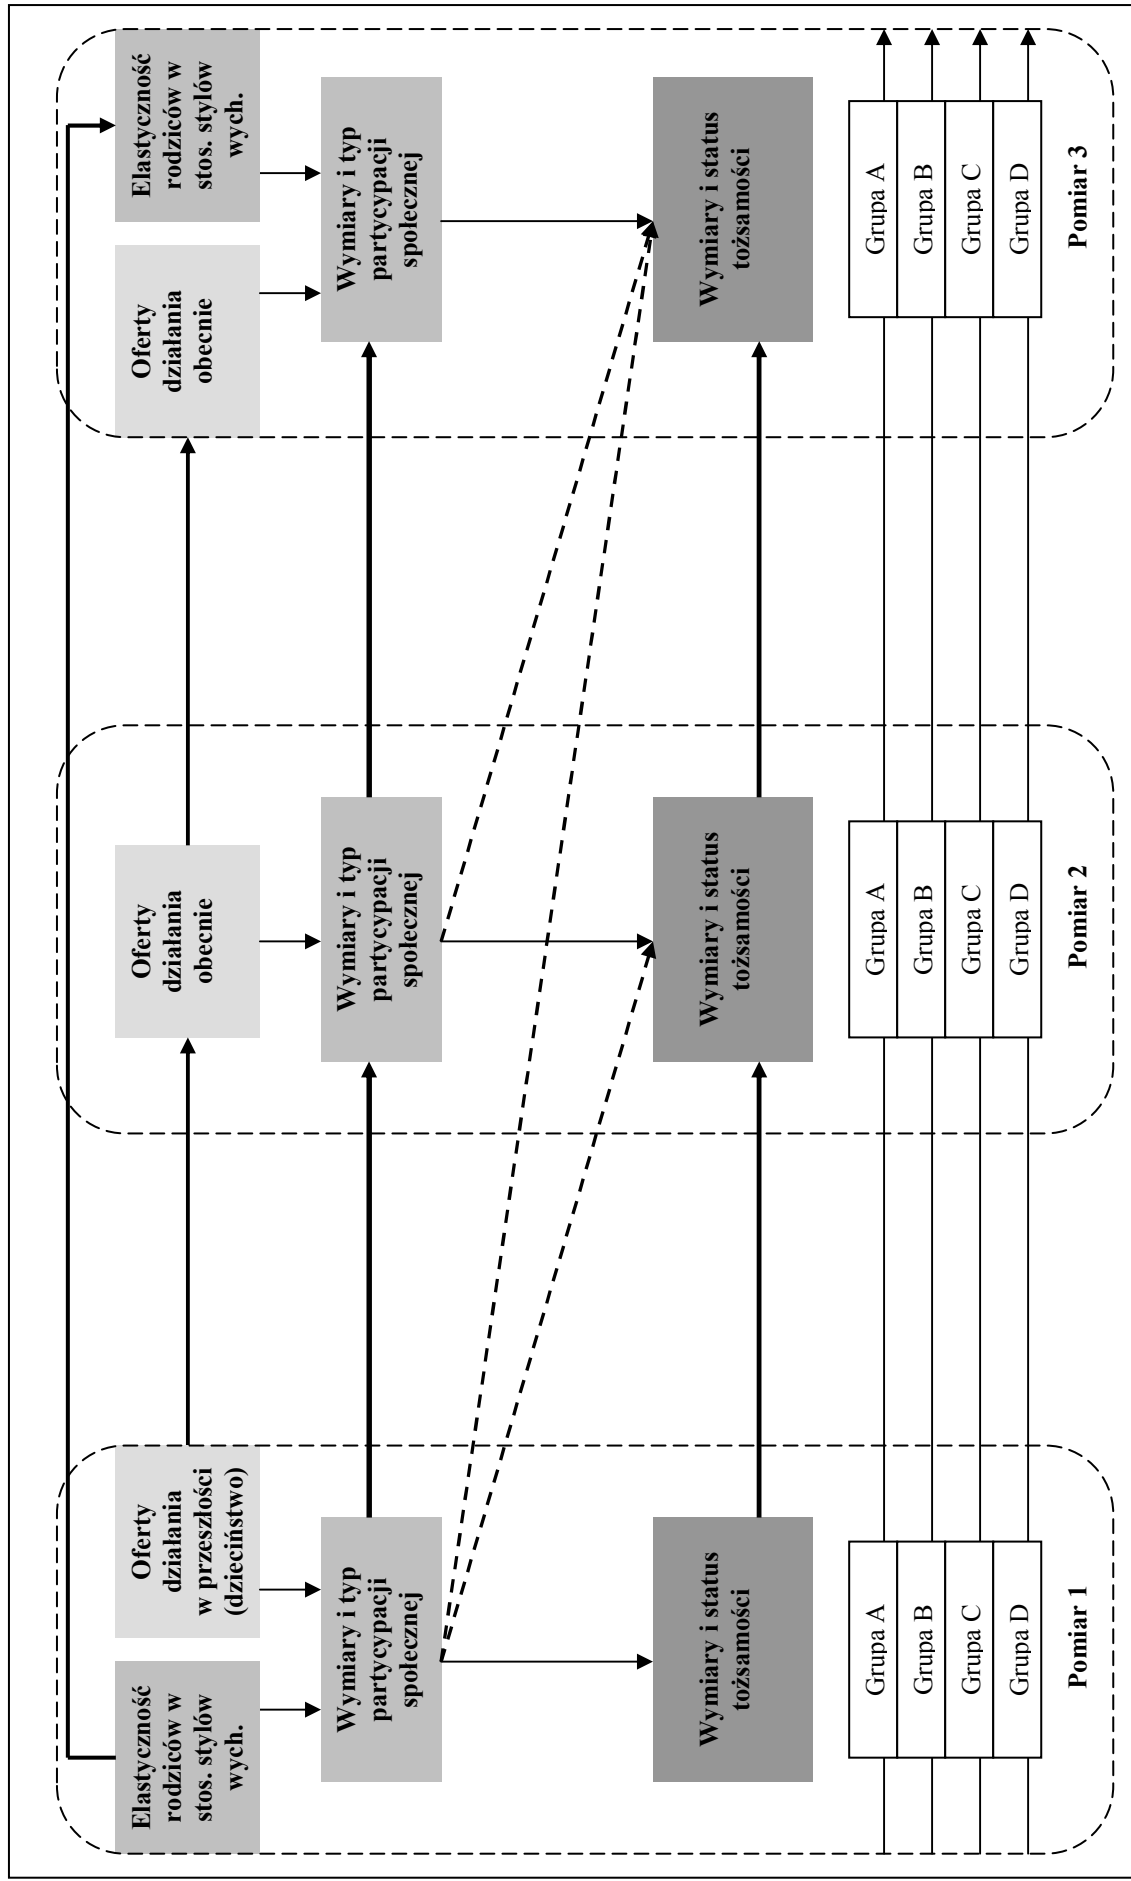 Elastyczność
rodziców w
stos. stylów
wych.
Oferty
działania
w przeszłości
(dzieciństwo)
Wymiary i typ
partycypacji
społecznej
Wymiary i status
tożsamości
Grupa A
Grupa B
Grupa C
Grupa D
Pomiar 1
Oferty
działania
obecnie
Wymiary i typ
partycypacji
społecznej
Wymiary i status
tożsamości
Grupa A
Grupa B
Grupa C
Grupa D
Pomiar 2
Oferty
działania
obecnie
Elastyczność
rodziców w
stos. stylów
wych.
Wymiary i typ
partycypacji
społecznej
Wymiary i status
tożsamości
Grupa A
Grupa B
Grupa C
Grupa D
Pomiar 3